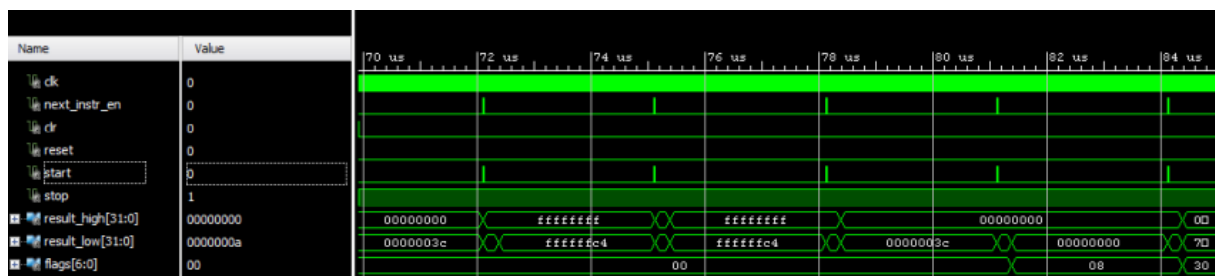 Name Value
70 us 72 us 74 us 76 us 78 us 80 us 82 us 84 us
clk 0
next_instr_en 0
clr 0
reset 0
start 0
stop 1
result_high[31:0] 00000000 00000000 ffffffff ffffffff 00000000 0
result_low[31:0] 0000000a 0000003c ffffffc4 ffffffc4 0000003c 00000000 7
flags[6:0] 00 00 08 30